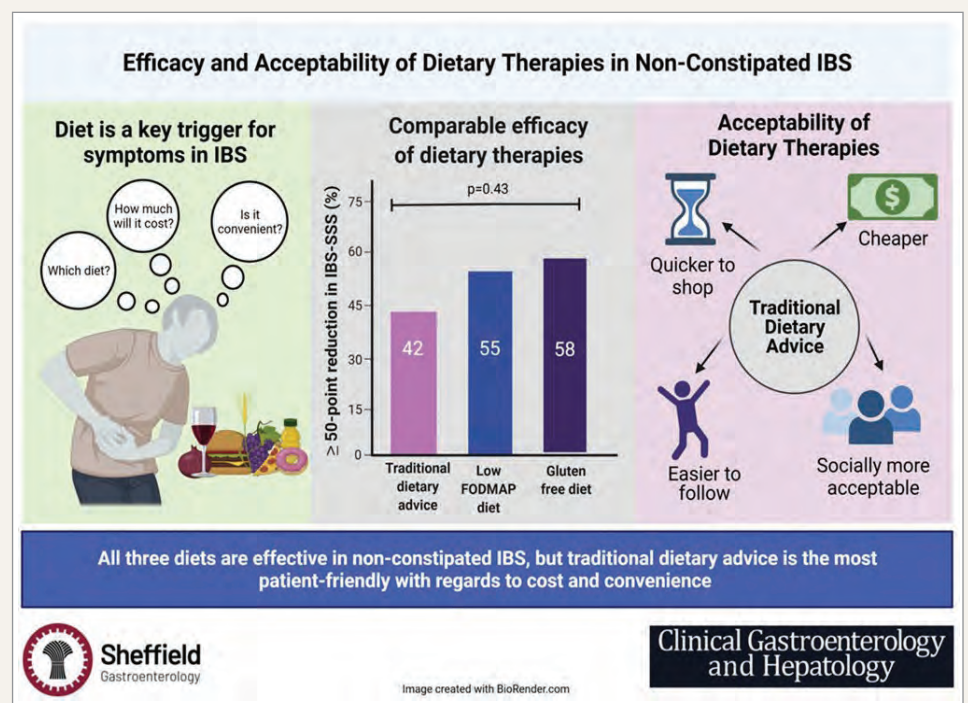 Efficacy and Acceptability of Dietary Therapies in Non-Constipated IBS
Diet is a key trigger for
symptoms in IBS
How much
will it cost?
Is it
convenient?
Which diet?
Comparable efficacy
of dietary therapies
≥ 50-point reduction in IBS-SSS (%)
p=0.43
75
60
45
30
15
0
42
55
58
Traditional
dietary
advice
Low
FODMAP
diet
Gluten
free diet
Acceptability of
Dietary Therapies
$
Quicker to
shop
Cheaper
Traditional
Dietary
Advice
Easier to
follow
Socially more
acceptable
All three diets are effective in non-constipated IBS, but traditional dietary advice is the most
patient-friendly with regards to cost and convenience
Sheffield
Gastroenterology
Image created with BioRender.com
Clinical Gastroenterology
and Hepatology